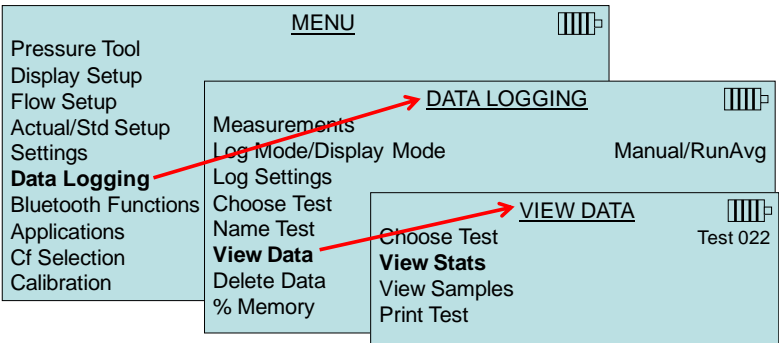 MENU
Pressure Tool
Display Setup
Flow Setup
Actual/Std Setup
Settings
Data Logging
Bluetooth Functions
Applications
Cf Selection
Calibration
DATA LOGGING
Measurements
Log Mode/Display Mode Manual/RunAvg
Log Settings
Choose Test
Name Test
View Data
Delete Data
% Memory
VIEW DATA
Choose Test Test 022
View Stats
View Samples
Print Test